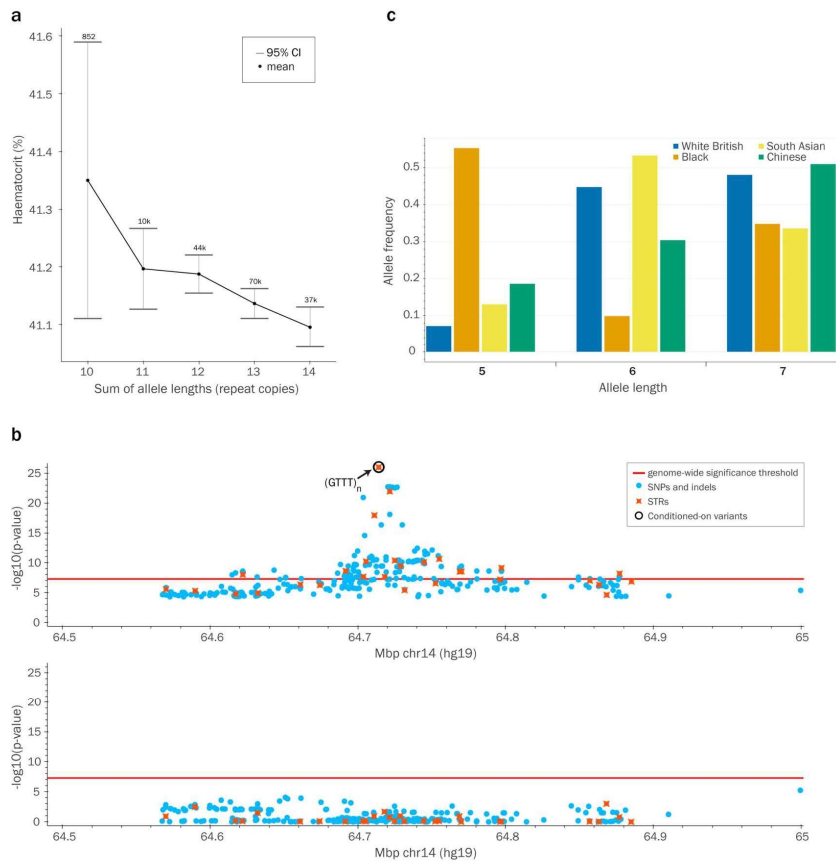 a
41.6
41.5
41.4
41.3
41.2
41.1
Haematocrit (%)
852
10k
44k
70k
37k
95% CI
mean
10 11 12 13 14
Sum of allele lengths (repeat copies)
c
0.5
0.4
0.3
0.2
0.1
0
Allele frequency
White British South Asian
Black Chinese
5 6 7
Allele length
b
25
20
15
10
5
0
-log10(p-value)
(GTTT)n
genome-wide significance threshold
SNPs and indels
STRs
Conditioned-on variants
64.5 64.6 64.7 64.8 64.9 65
Mbp chr14 (hg19)
25
20
15
10
5
0
-log10(p-value)
64.5 64.6 64.7 64.8 64.9 65
Mbp chr14 (hg19)